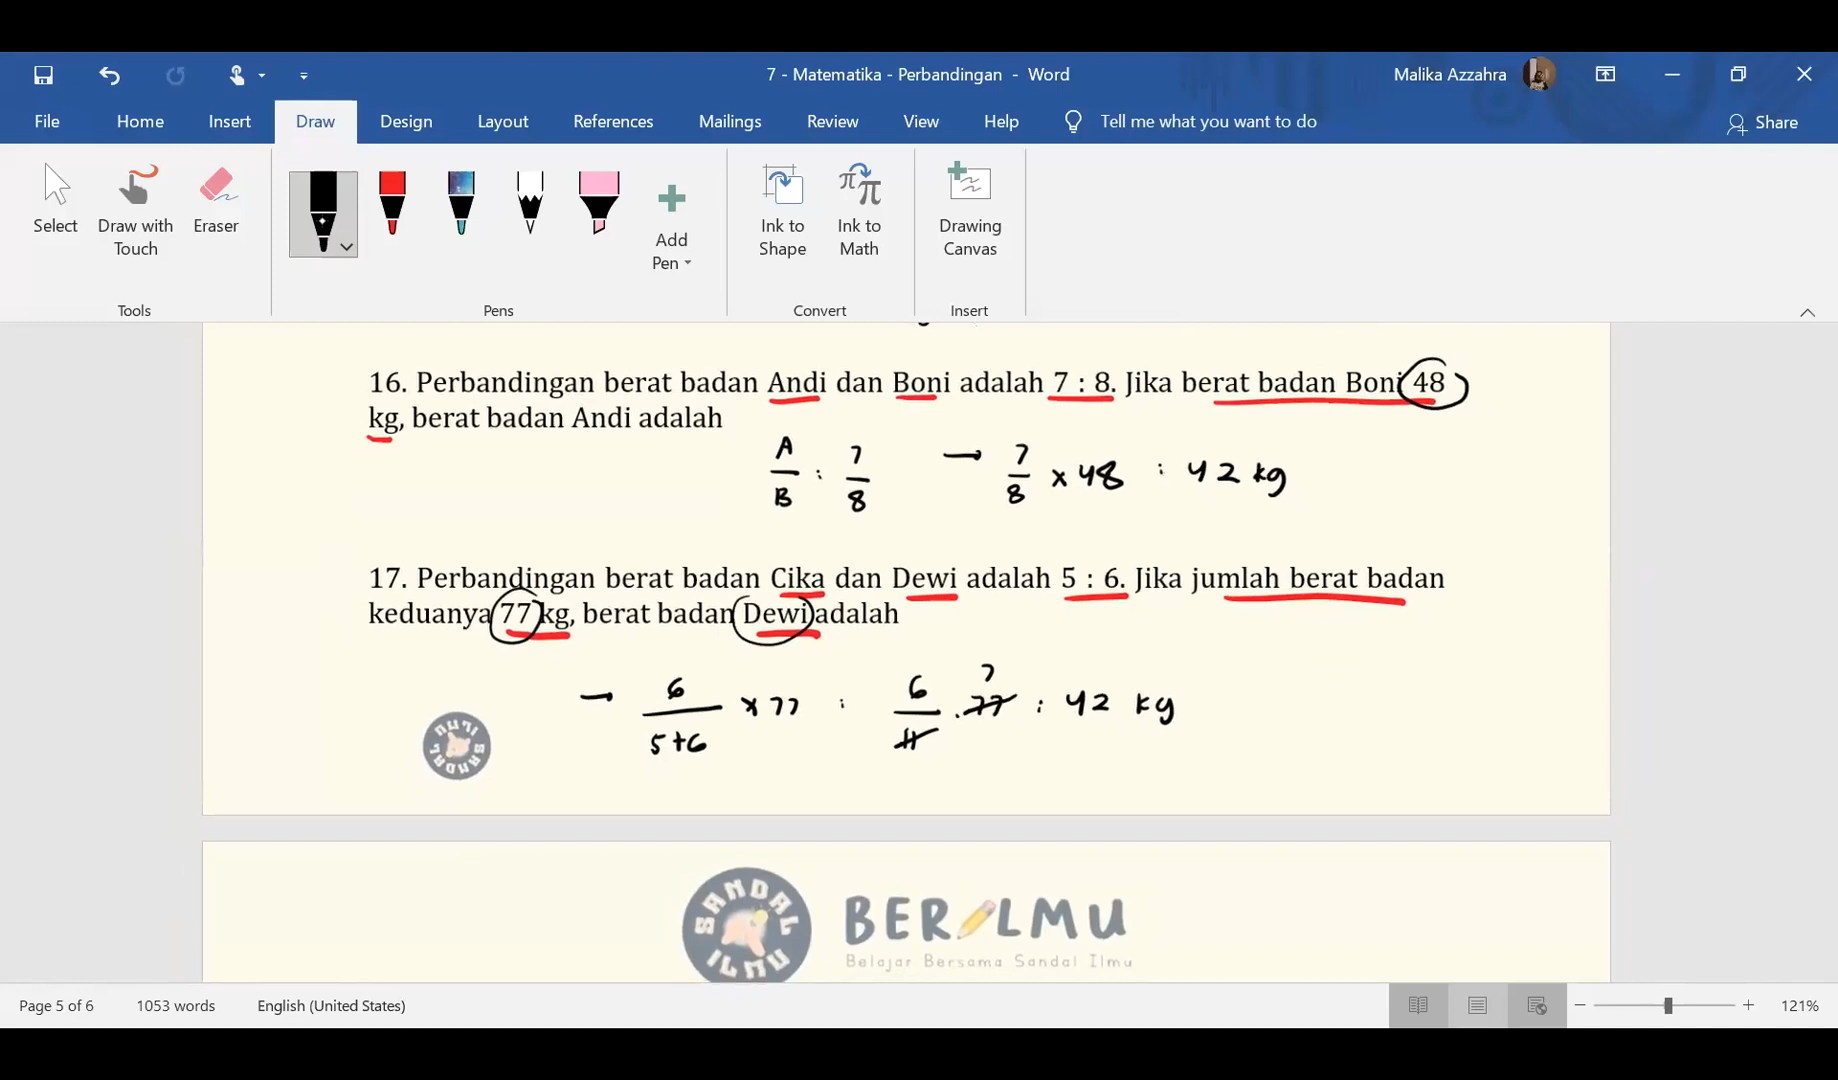 7 - Matematika - Perbandingan - Word
Malika Azzahra
File Home Insert Draw Design Layout References Mailings Review View Help Tell me what you want to do Share
Select
Draw with Touch
Eraser
Add Pen
Ink to Shape
Ink to Math
Drawing Canvas
Tools Pens Convert Insert
16. Perbandingan berat badan Andi dan Boni adalah 7 : 8. Jika berat badan Boni 48
kg, berat badan Andi adalah
A/B : 7/8 → 7/8 x 48 : 42 kg
17. Perbandingan berat badan Cika dan Dewi adalah 5 : 6. Jika jumlah berat badan
keduanya 77 kg, berat badan Dewi adalah
→ 6/5+6 x 77 : 6/11 . 77 7 : 42 kg
SANDAL ILMU
SANDAL ILMU
BERILMU
Belajar Bersama Sandal Ilmu
Page 5 of 6 1053 words English (United States) 121%